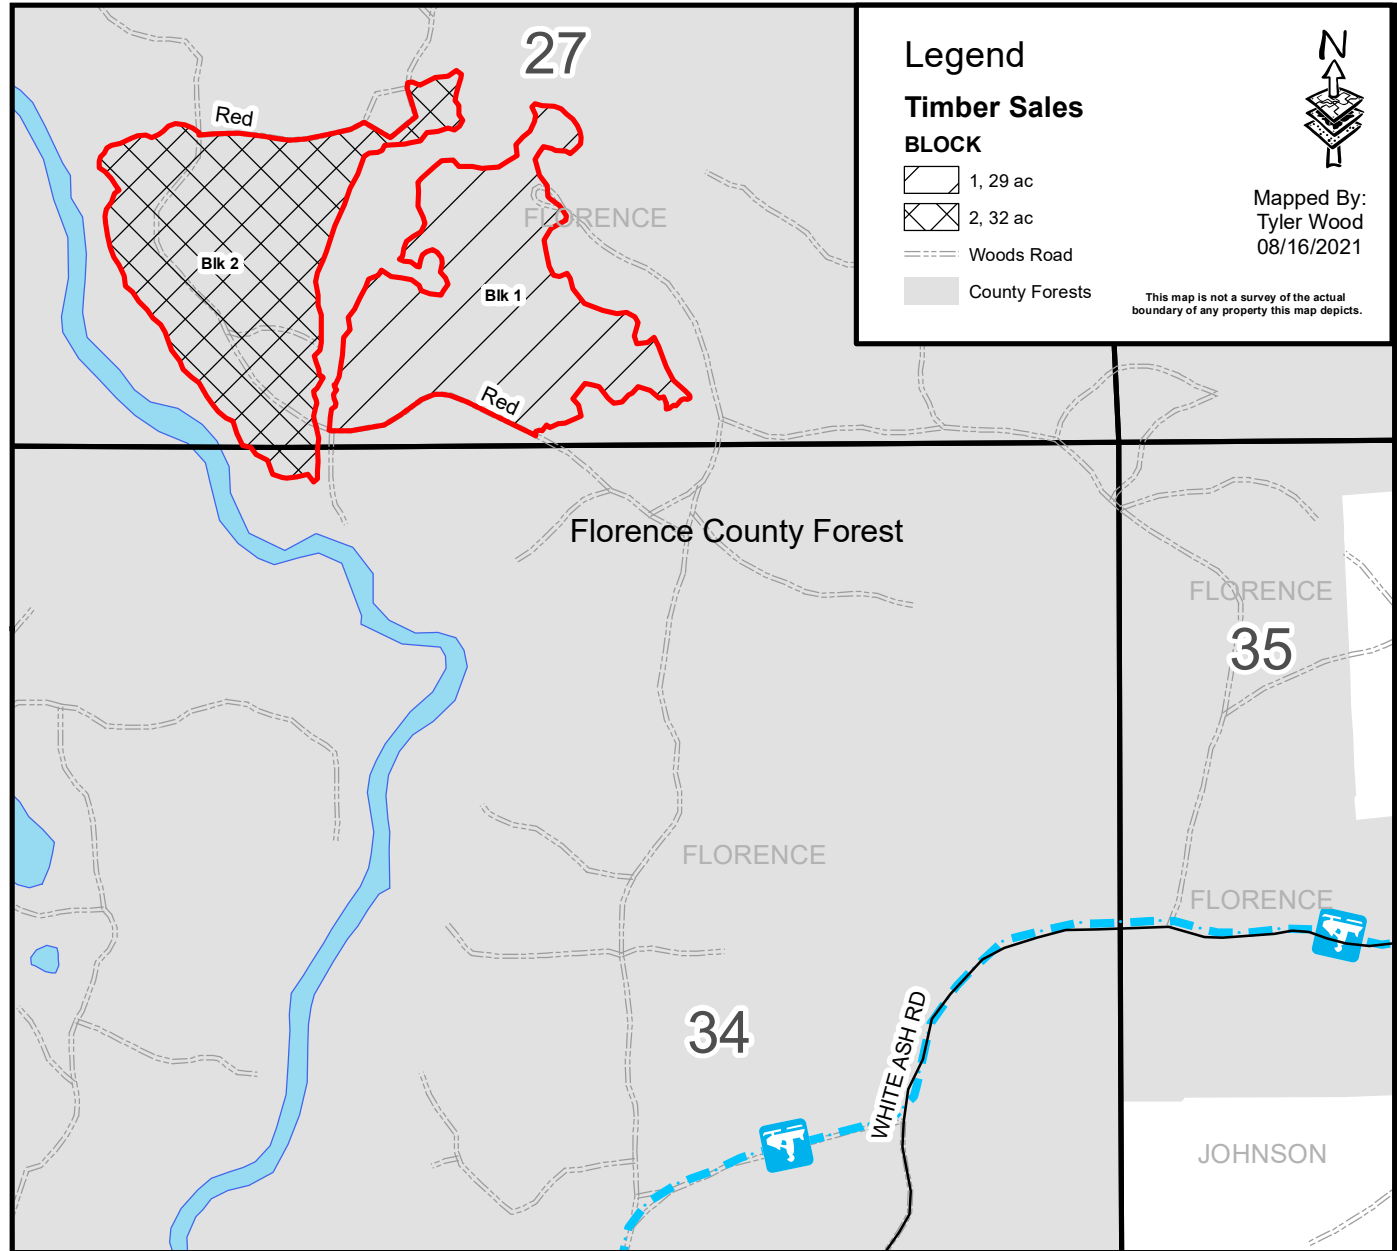 27
Red
FLORENCE
Blk 2
Blk 1
Red
Legend
Timber Sales
BLOCK
1, 29 ac
2, 32 ac
Woods Road
County Forests
N
Mapped By:
Tyler Wood
08/16/2021
This map is not a survey of the actual
boundary of any property this map depicts.
Florence County Forest
FLORENCE
35
FLORENCE
FLORENCE
34
WHITE ASH RD
JOHNSON